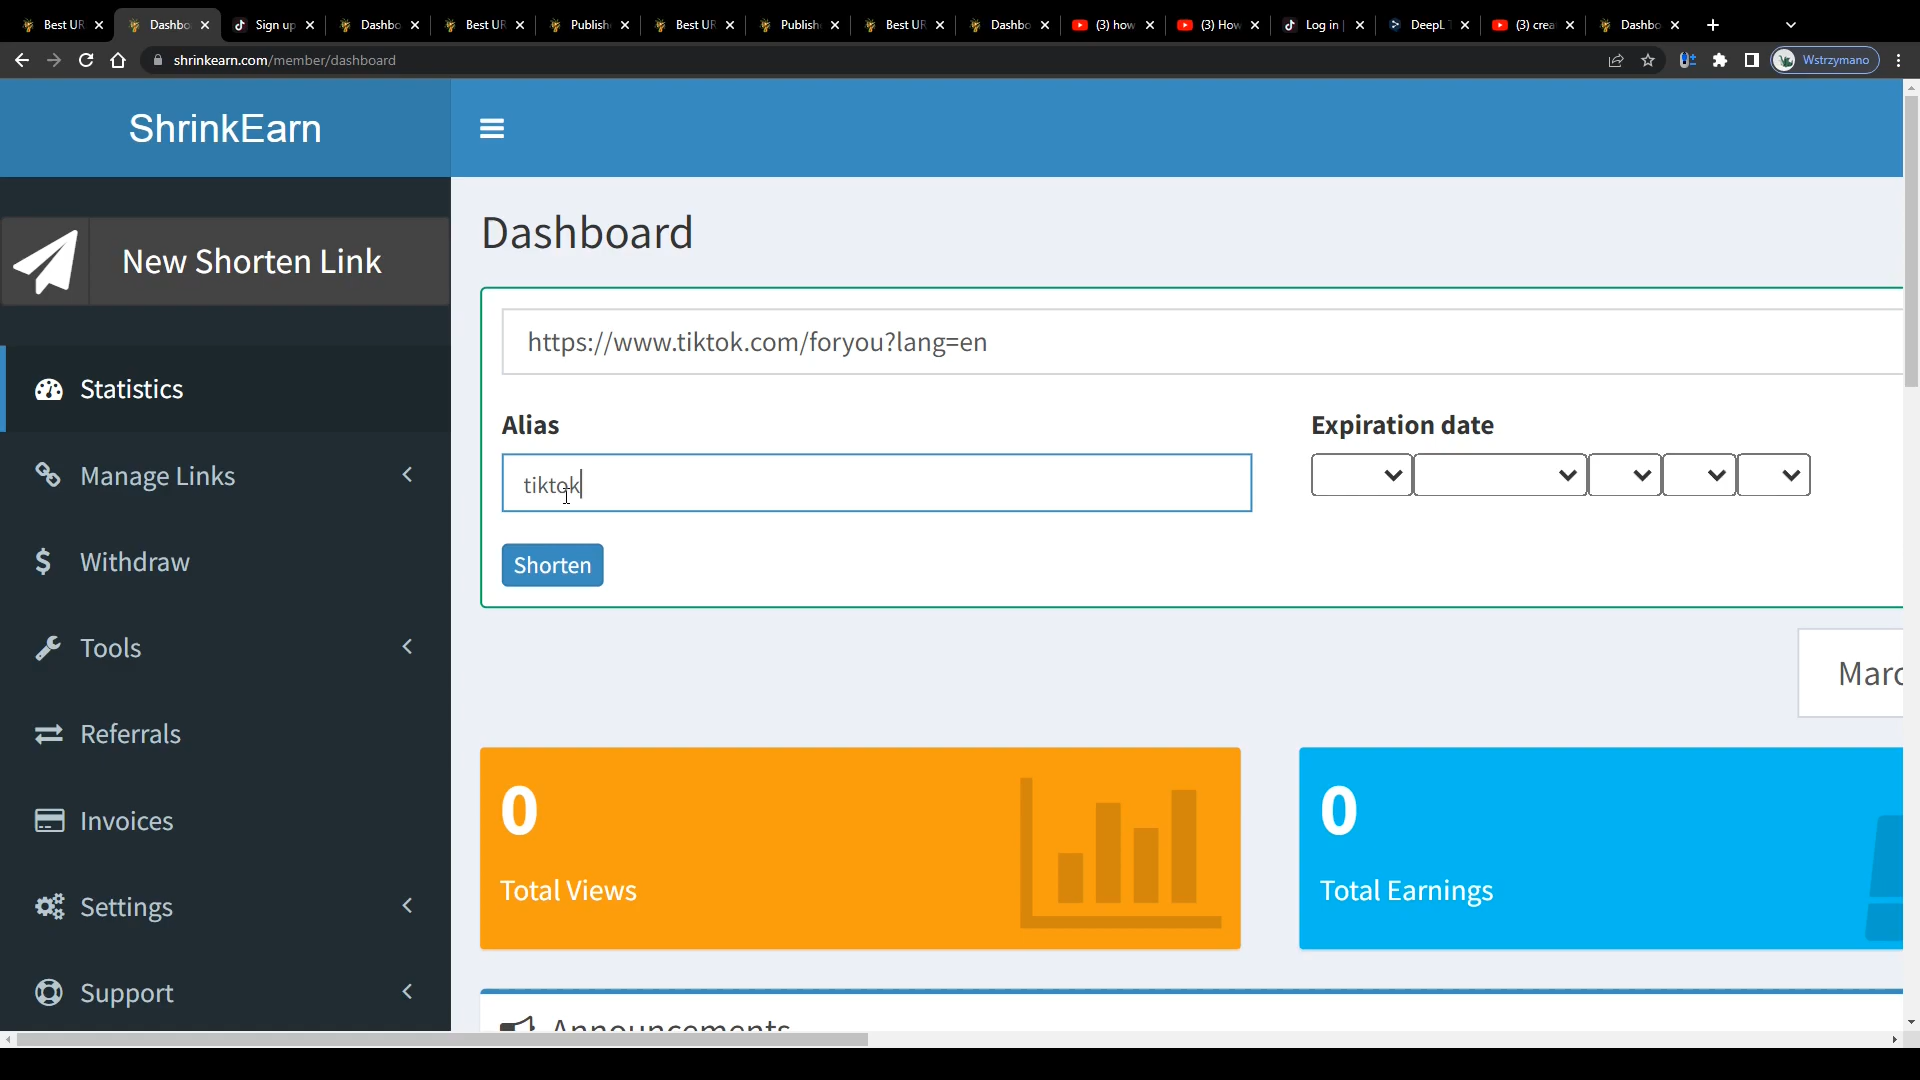 Best UR
Dashbo
Sign up
Dashbo
Best UR
Publish
Best UR
Publish
Best UR
Dashbo
(3) how
(3) How
Log in |
DeepL T
(3) crea
Dashbo
shrinkearn.com/member/dashboard
Wstrzymano
ShrinkEarn
New Shorten Link
Statistics
Manage Links
Withdraw
Tools
Referrals
Invoices
Settings
Support
Dashboard
https://www.tiktok.com/foryou?lang=en
Alias
Expiration date
tiktok
Shorten
Marc
0
Total Views
0
Total Earnings
Announcements